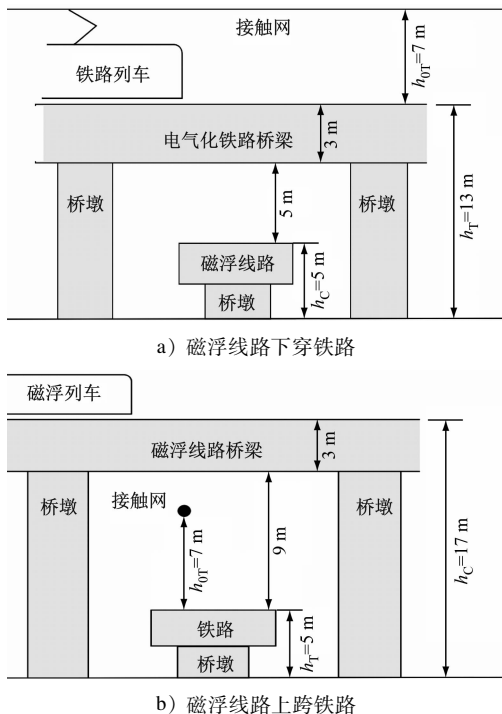 接触网
铁路列车
h0T=7 m
电气化铁路桥梁
3 m
桥墩
桥墩
5 m
hT=13 m
磁浮线路
hC=5 m
桥墩
a）磁浮线路下穿铁路
磁浮列车
磁浮线路桥梁
3 m
桥墩
接触网
桥墩
h0T=7 m
9 m
hC=17 m
铁路
hT=5 m
桥墩
b）磁浮线路上跨铁路